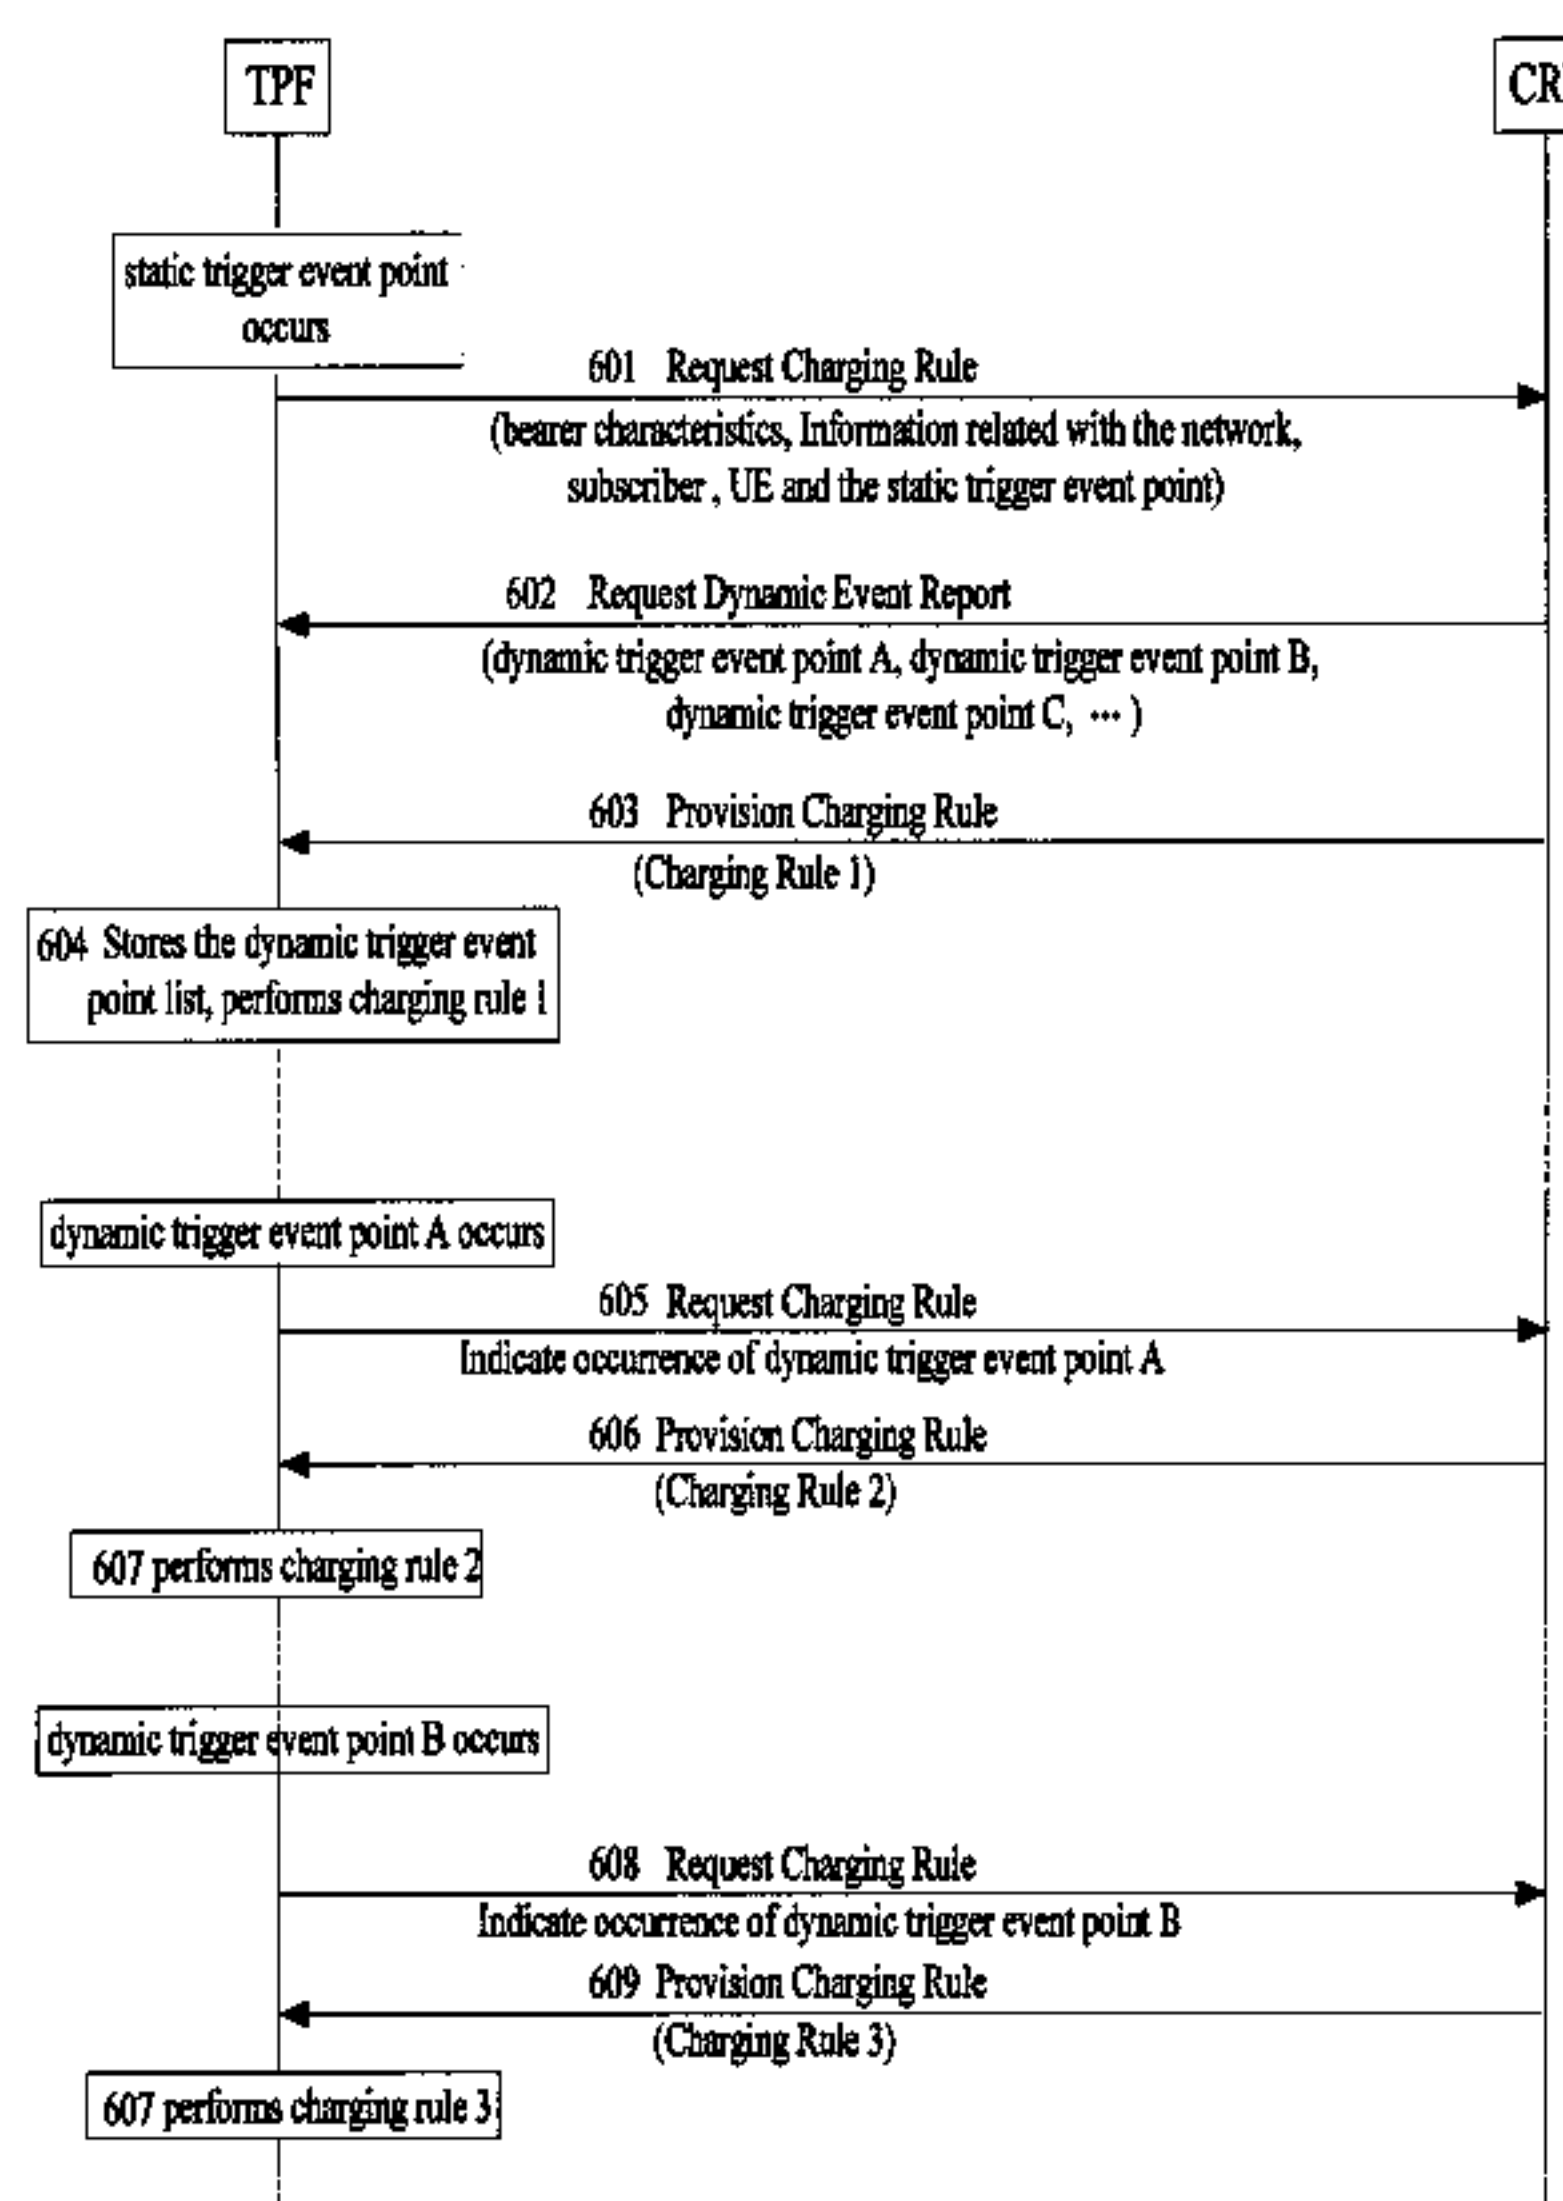 TPF
CR
static trigger event point
occurs
601 Request Charging Rule
(bearer characteristics, Information related with the network,
subscriber , UE and the static trigger event point)
602 Request Dynamic Event Report
(dynamic trigger event point A, dynamic trigger event point B,
dynamic trigger event point C, ··· )
603 Provision Charging Rule
(Charging Rule 1)
604 Stores the dynamic trigger event
point list, performs charging rule 1
dynamic trigger event point A occurs
605 Request Charging Rule
Indicate occurrence of dynamic trigger event point A
606 Provision Charging Rule
(Charging Rule 2)
607 performs charging rule 2
dynamic trigger event point B occurs
608 Request Charging Rule
Indicate occurrence of dynamic trigger event point B
609 Provision Charging Rule
(Charging Rule 3)
607 performs charging rule 3